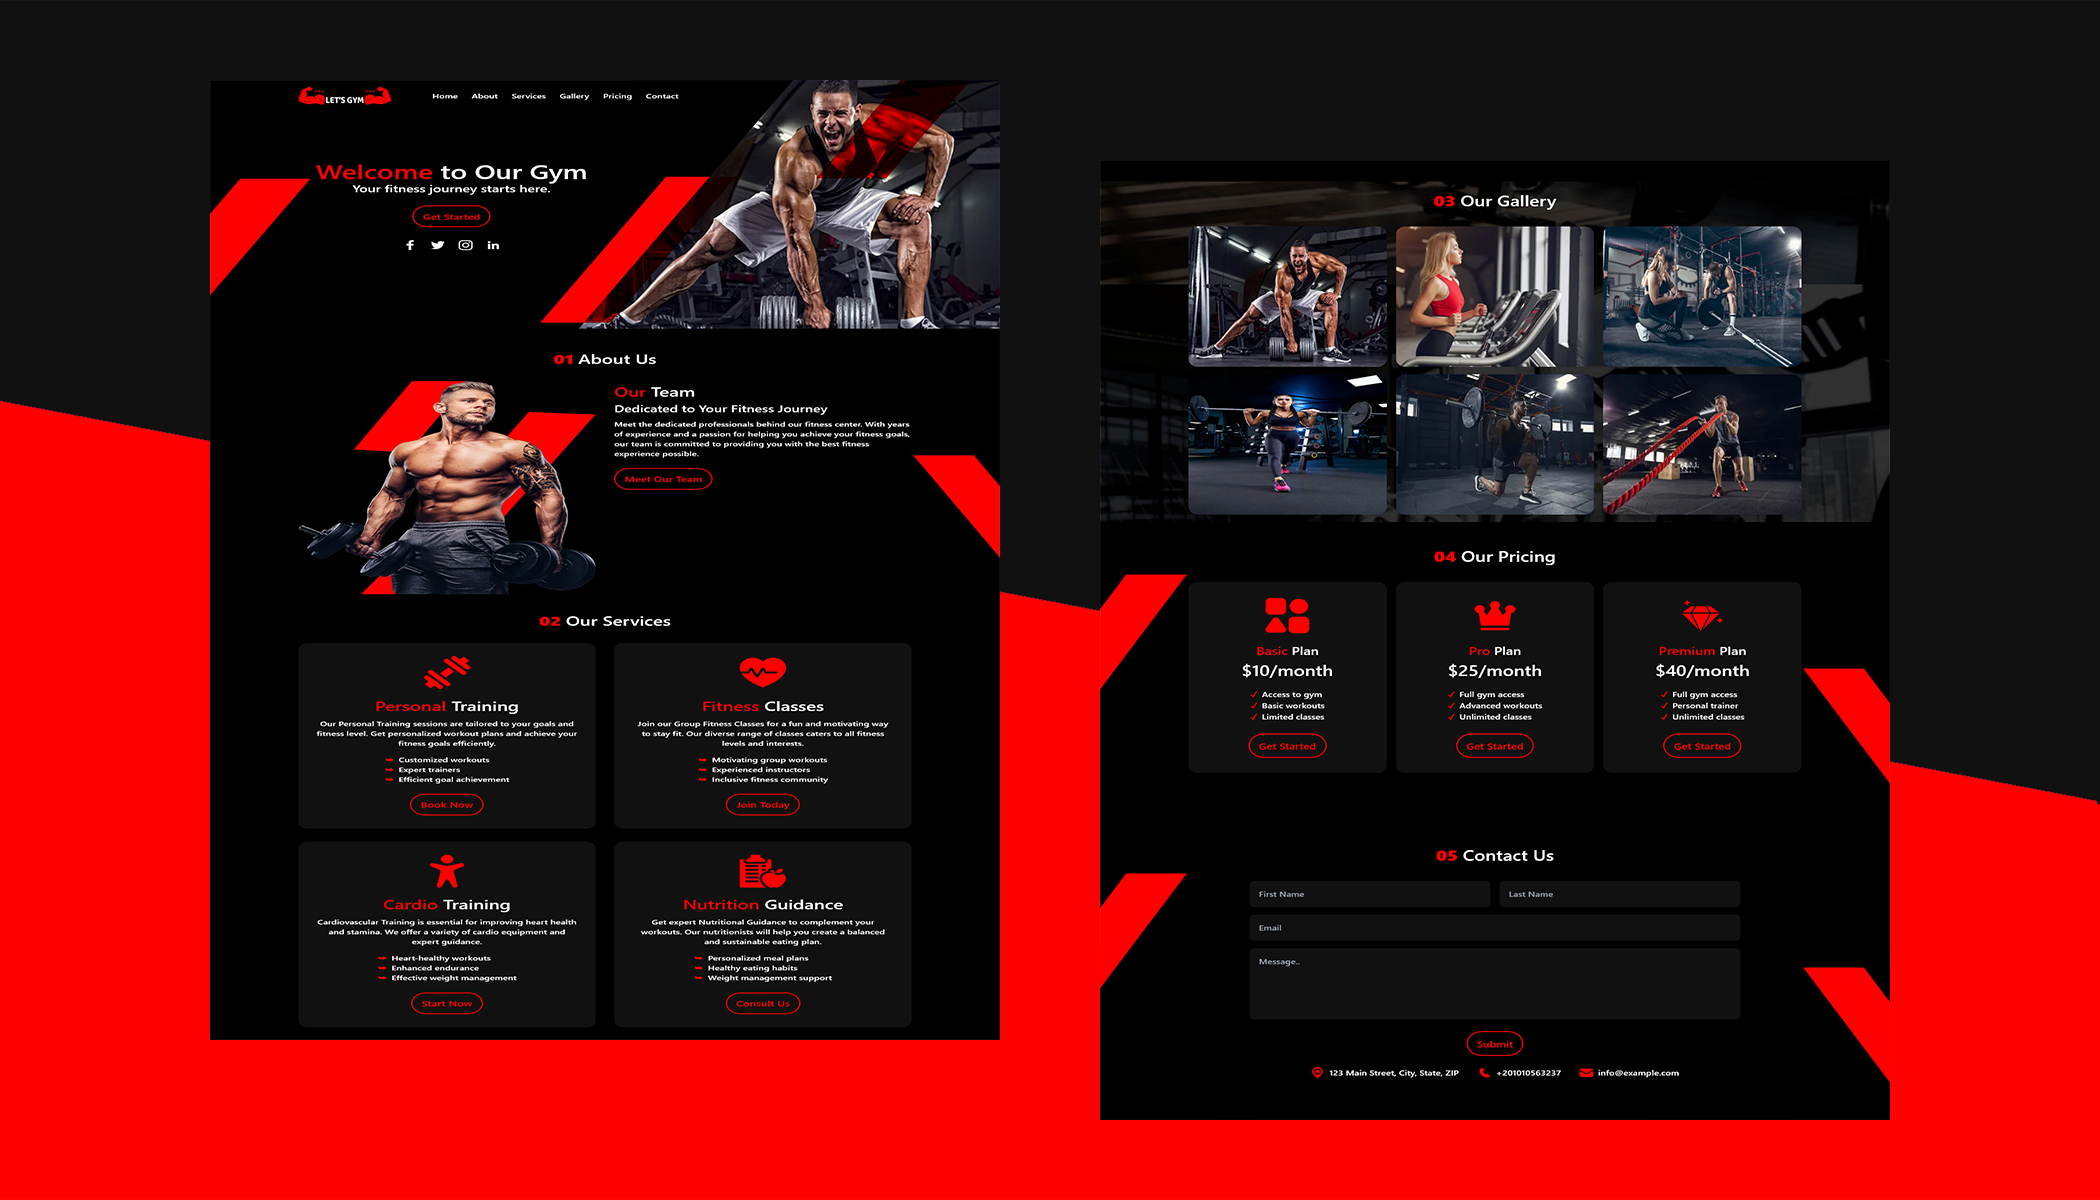 LET'S GYM
Home About Services Gallery Pricing Contact
Welcome to Our Gym
Your fitness journey starts here.
Get Started
01 About Us
Our Team
Dedicated to Your Fitness Journey
Meet the dedicated professionals behind our fitness center. With years
of experience and a passion for helping you achieve your fitness goals,
our team is committed to providing you with the best fitness
experience possible.
Meet Our Team
02 Our Services
Personal Training
Our Personal Training sessions are tailored to your goals and
fitness level. Get personalized workout plans and achieve your
fitness goals efficiently.
Customized workouts
Expert trainers
Efficient goal achievement
Book Now
Fitness Classes
Join our Group Fitness Classes for a fun and motivating way
to stay fit. Our diverse range of classes caters to all fitness
levels and interests.
Motivating group workouts
Experienced instructors
Inclusive fitness community
Join Today
Cardio Training
Cardiovascular Training is essential for improving heart health
and stamina. We offer a variety of cardio equipment and
expert guidance.
Heart-healthy workouts
Enhanced endurance
Effective weight management
Start Now
Nutrition Guidance
Get expert Nutritional Guidance to complement your
workouts. Our nutritionists will help you create a balanced
and sustainable eating plan.
Personalized meal plans
Healthy eating habits
Weight management support
Consult Us
03 Our Gallery
04 Our Pricing
Basic Plan
$10/month
Access to gym
Basic workouts
Limited classes
Get Started
Pro Plan
$25/month
Full gym access
Advanced workouts
Unlimited classes
Get Started
Premium Plan
$40/month
Full gym access
Personal trainer
Unlimited classes
Get Started
05 Contact Us
First Name
Last Name
Email
Message..
Submit
123 Main Street, City, State, ZIP
+201010563237
info@example.com